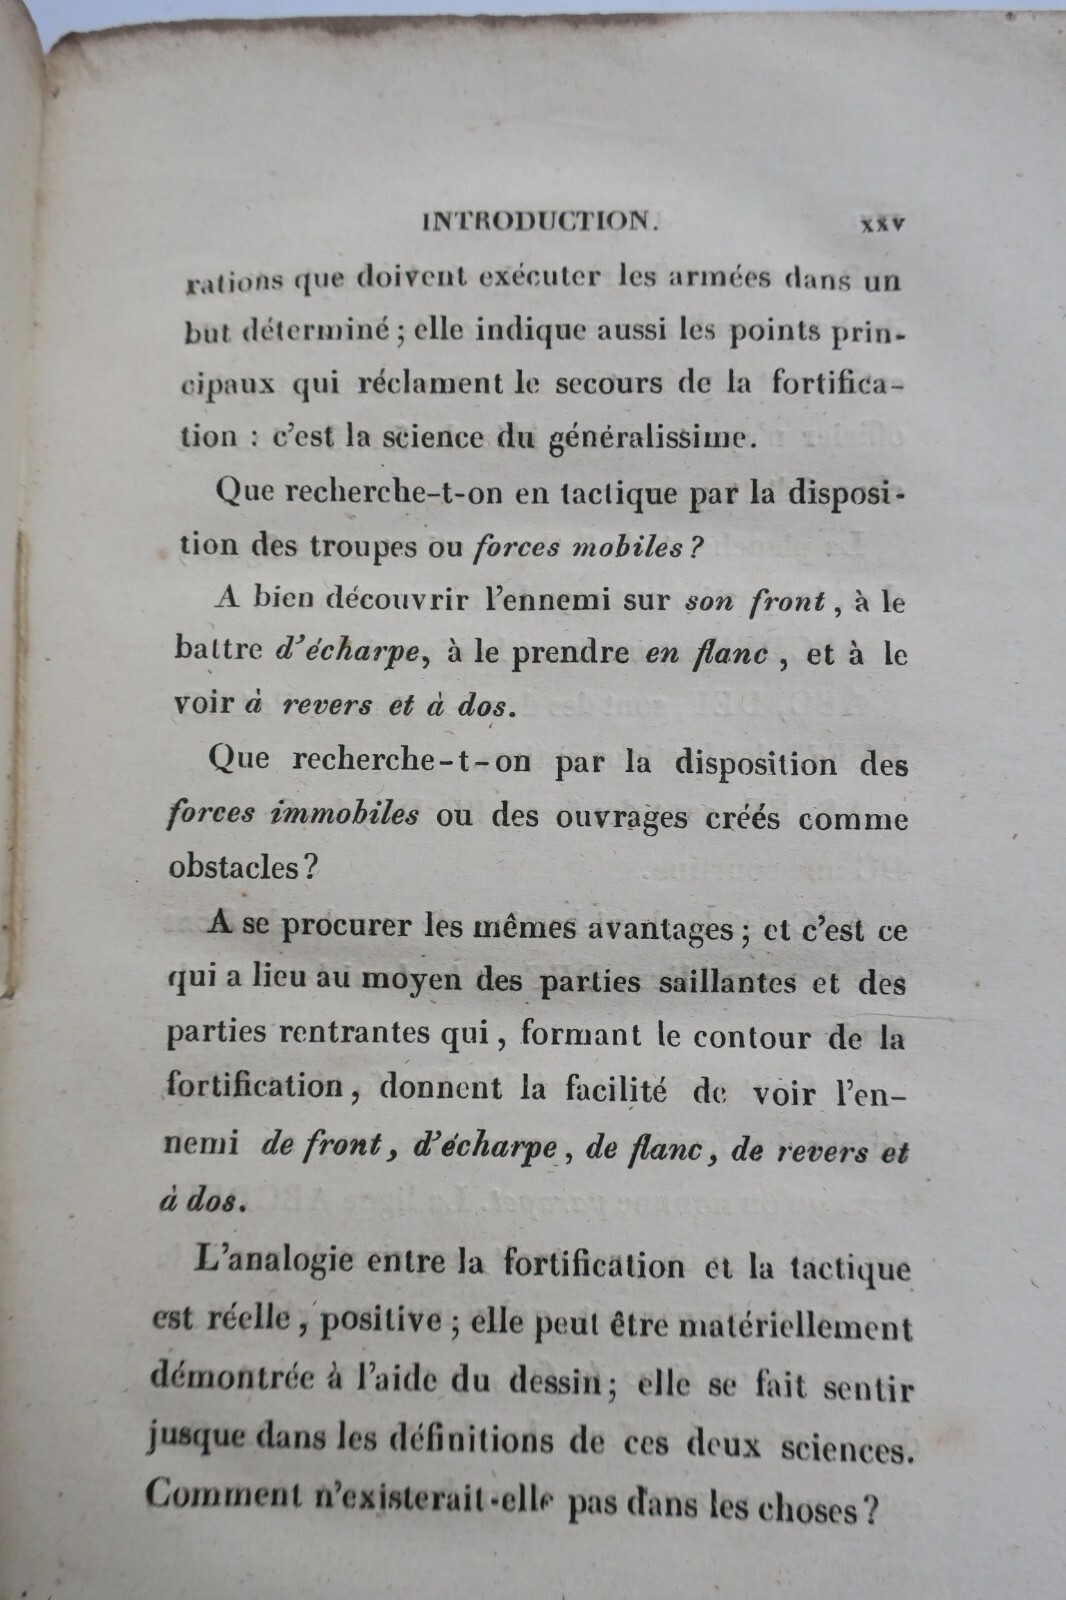 INTRODUCTION. xxv
rations que doivent exécuter les armées dans un
but déterminé ; elle indique aussi les points prin-
cipaux qui réclament le secours de la fortifica-
tion : c'est la science du généralissime.
Que recherche-t-on en tactique par la disposi-
tion des troupes ou forces mobiles ?
A bien découvrir l'ennemi sur son front , à le
battre d'écharpe, à le prendre en flanc , et à le
voir à revers et à dos.
Que recherche-t-on par la disposition des
forces immobiles ou des ouvrages créés comme
obstacles ?
A se procurer les mêmes avantages ; et c'est ce
qui a lieu au moyen des parties saillantes et des
parties rentrantes qui , formant le contour de la
fortification , donnent la facilité de voir l'en-
nemi de front, d'écharpe , de flanc, de revers et
à dos.
L'analogie entre la fortification et la tactique
est réelle , positive ; elle peut être matériellement
démontrée à l'aide du dessin ; elle se fait sentir
jusque dans les définitions de ces deux sciences.
Comment n'existerait-elle pas dans les choses ?